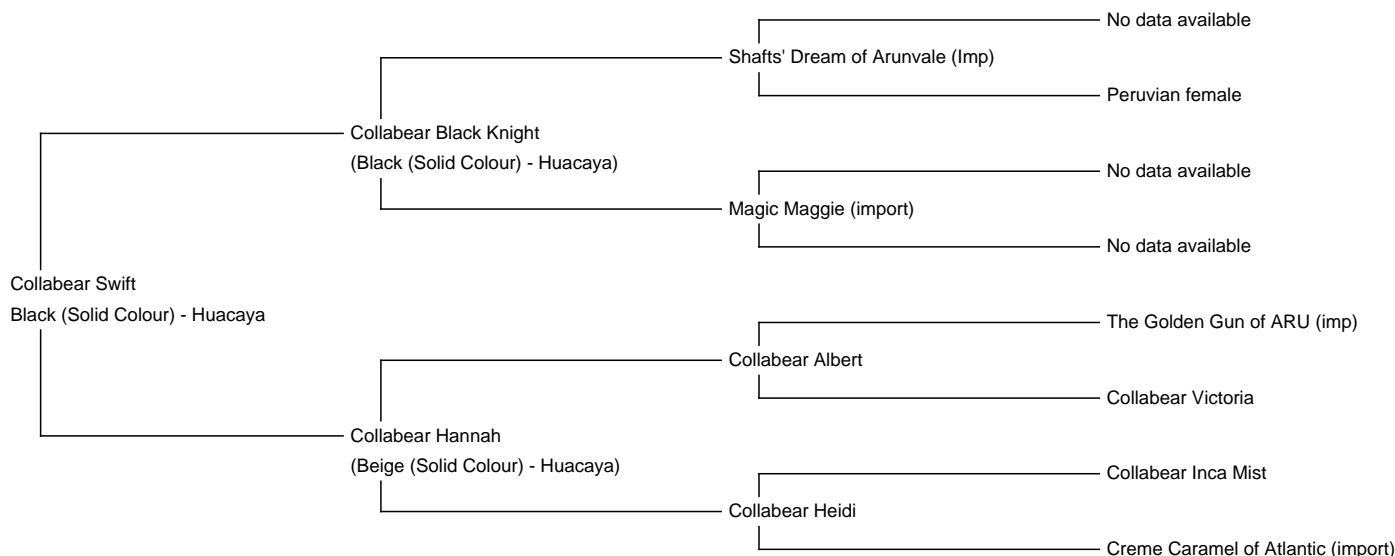 No data available
Shafts' Dream of Arunvale (Imp)
Peruvian female
Collabear Black Knight
(Black (Solid Colour) - Huacaya)
No data available
Magic Maggie (import)
No data available
Collabear Swift
Black (Solid Colour) - Huacaya
The Golden Gun of ARU (imp)
Collabear Albert
Collabear Victoria
Collabear Hannah
(Beige (Solid Colour) - Huacaya)
Collabear Inca Mist
Collabear Heidi
Creme Caramel of Atlantic (import)